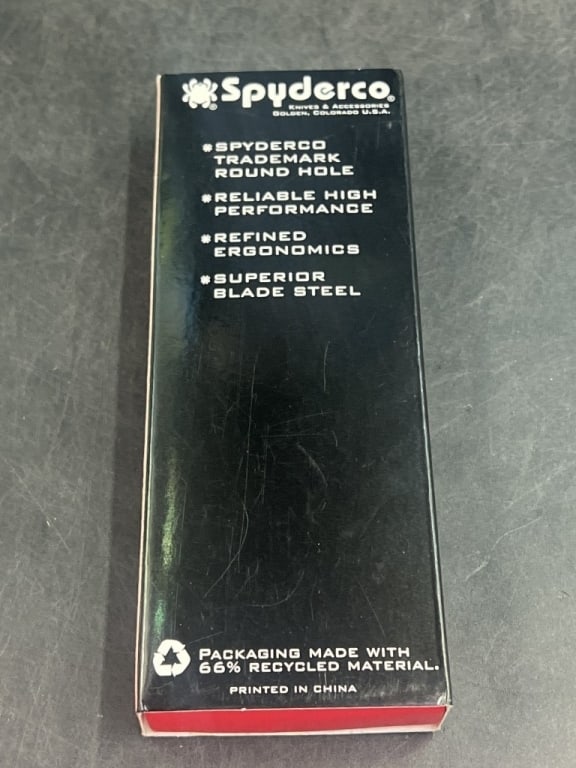 Spyderco®
®
Knives & Accessories
Golden, Colorado U.S.A.
SPYDERCO
TRADEMARK
ROUND HOLE
RELIABLE HIGH
PERFORMANCE
REFINED
ERGONOMICS
SUPERIOR
BLADE STEEL
PACKAGING MADE WITH
66% RECYCLED MATERIAL.
PRINTED IN CHINA